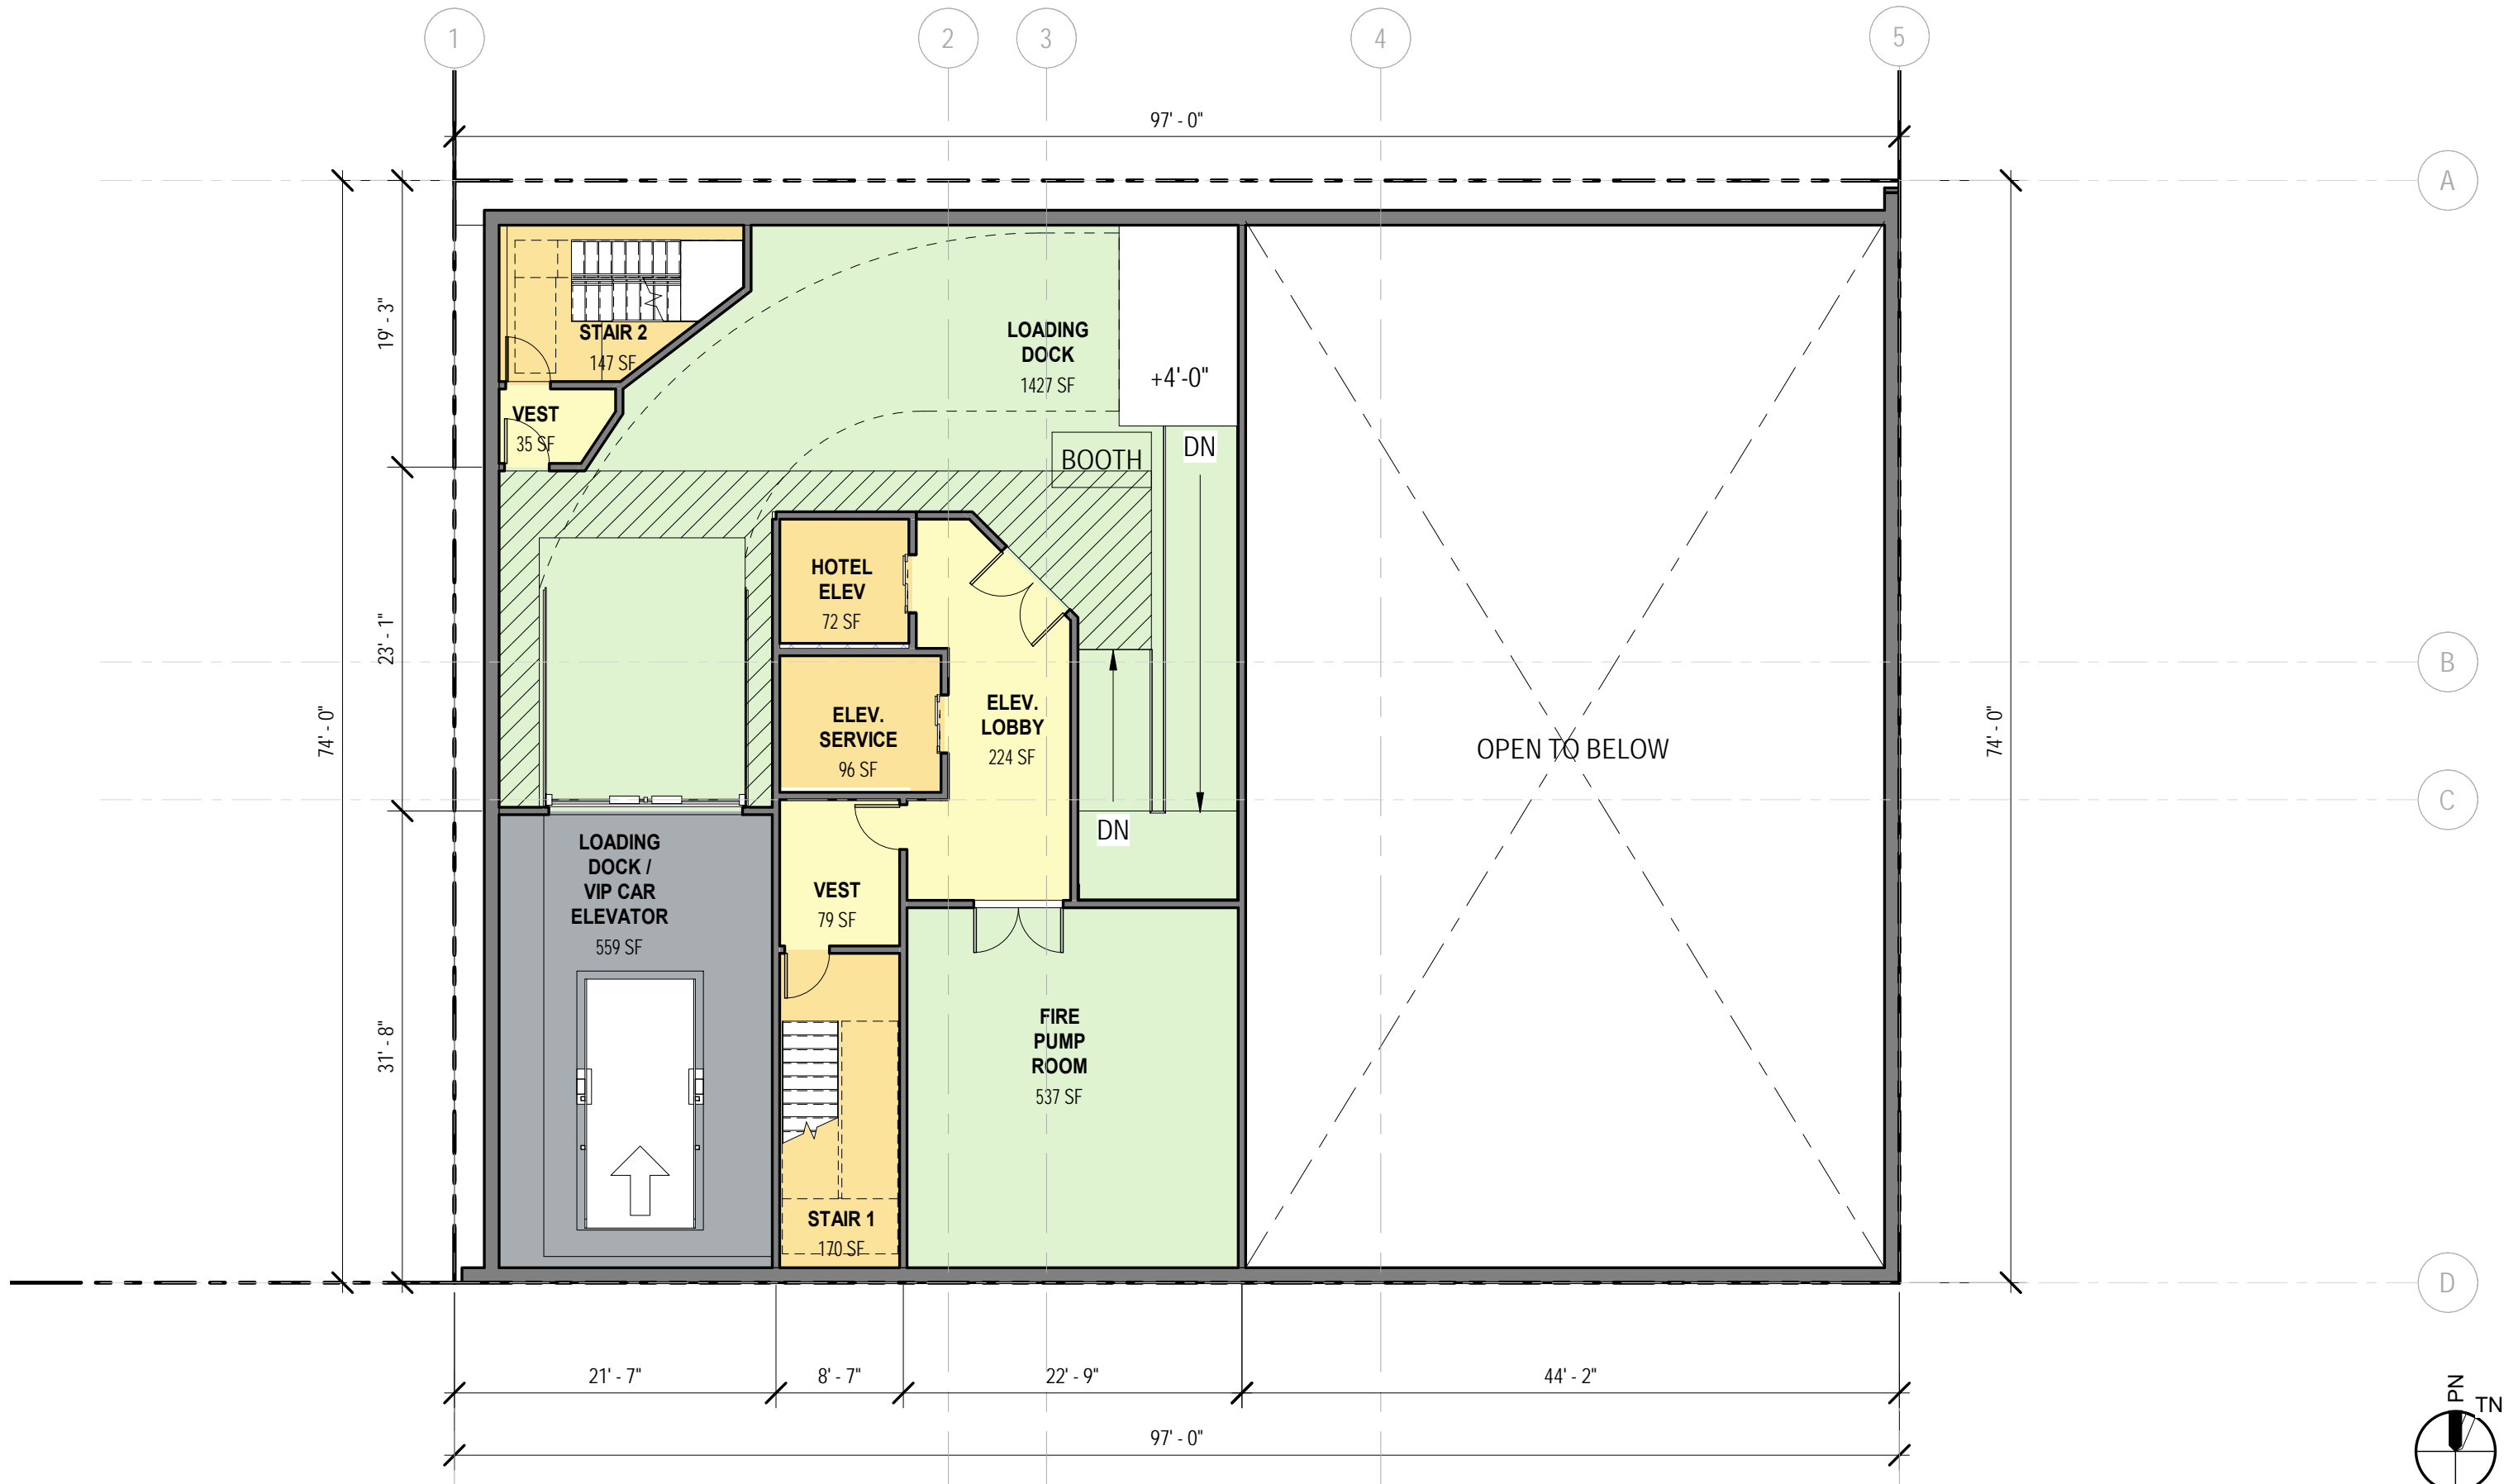 1
2
3
4
5
97' - 0"
A
19' - 3"
STAIR 2
147 SF
LOADING
DOCK
1427 SF
+4'-0"
VEST
35 SF
BOOTH
DN
HOTEL
ELEV
72 SF
23' - 1"
B
ELEV.
SERVICE
96 SF
ELEV.
LOBBY
224 SF
74' - 0"
OPEN TO BELOW
74' - 0"
C
DN
LOADING
DOCK /
VIP CAR
ELEVATOR
559 SF
VEST
79 SF
31' - 8"
FIRE
PUMP
ROOM
537 SF
STAIR 1
170 SF
D
21' - 7"
8' - 7"
22' - 9"
44' - 2"
97' - 0"
PN
TN